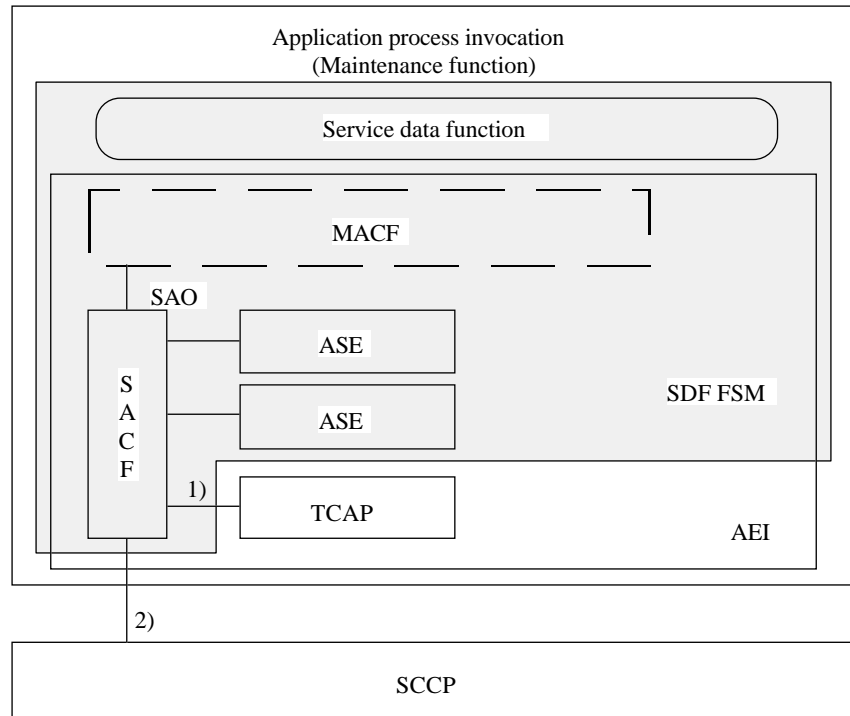 Application process invocation
(Maintenance function)
Service data function
MACF
SAO
ASE
S
A
C
F
ASE
SDF FSM
1)
TCAP
AEI
2)
SCCP